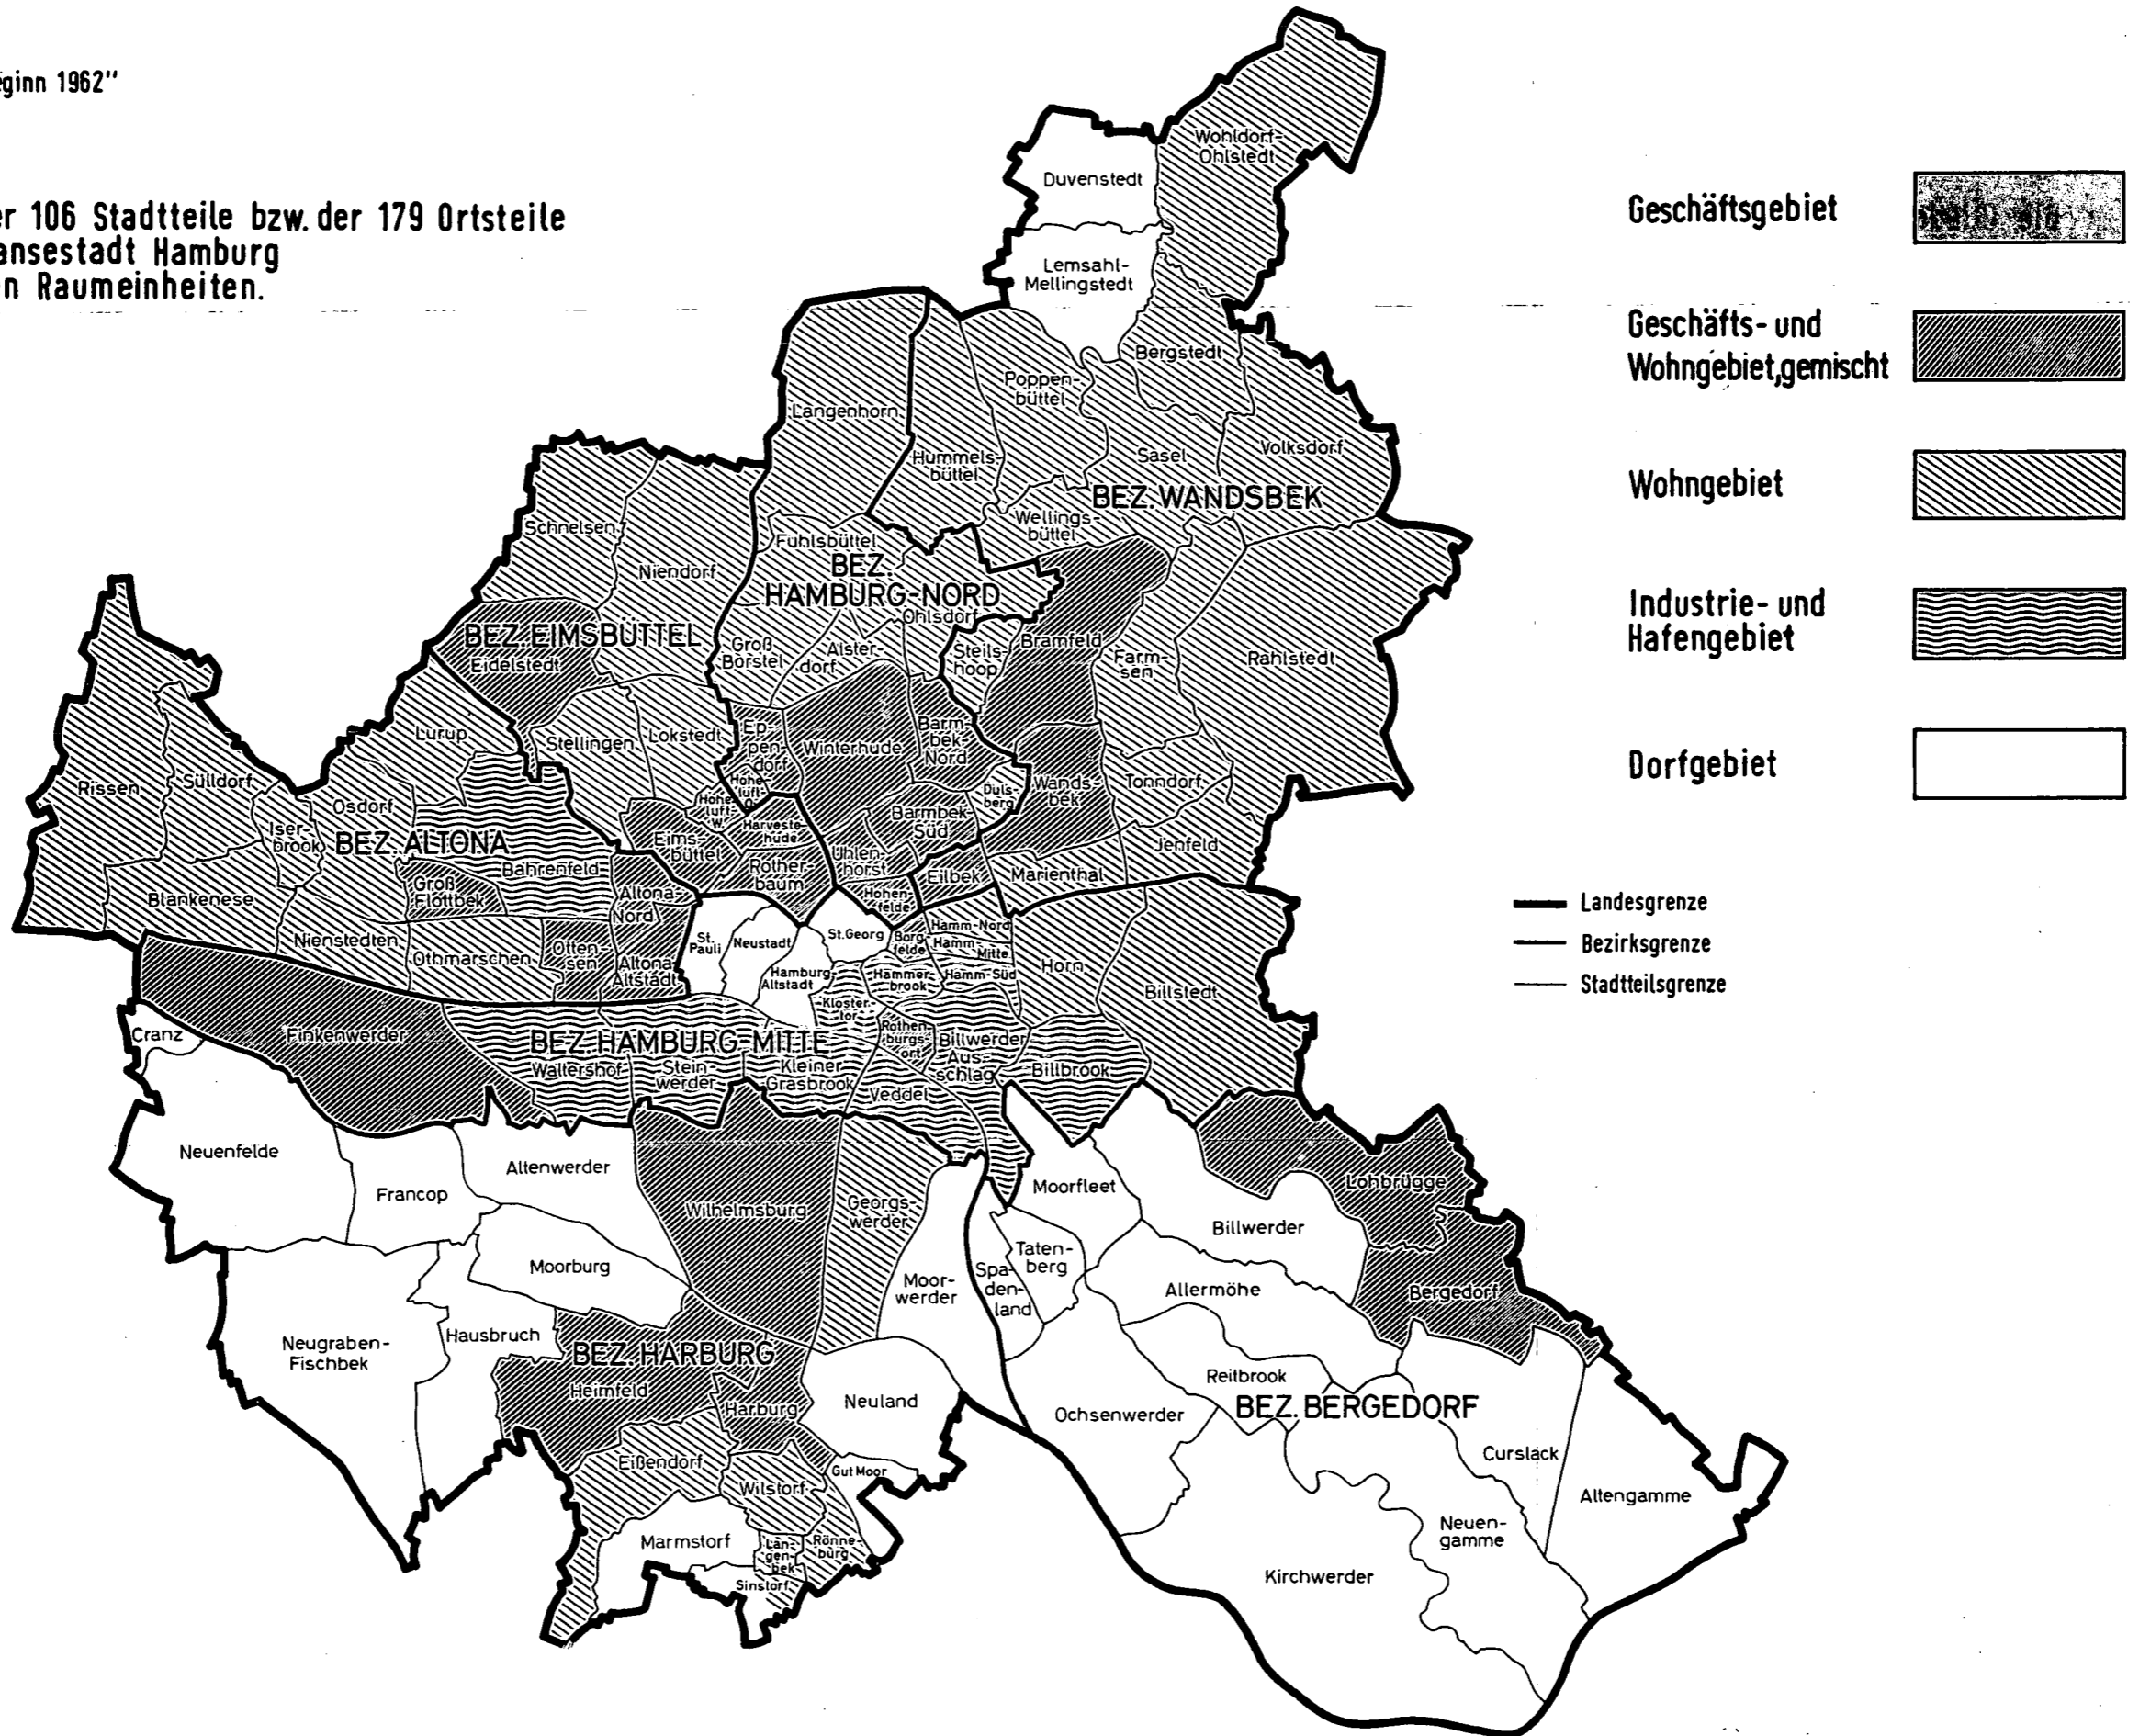 ginn 1962"
er 106 Stadtteile bzw. der 179 Ortsteile
ansestadt Hamburg
n Raumeinheiten.
Geschäftsgebiet
Geschäfts- und
Wohngebiet,gemischt
Wohngebiet
Industrie- und
Hafengebiet
Dorfgebiet
Landesgrenze
Bezirksgrenze
Stadtteilsgrenze
Wohldorf-
Ohlstedt
Duvenstedt
Lemsahl-
Mellingstedt
Bergstedt
Poppen-
büttel
Langenhorn
Hummels-
büttel
Sasel
Volksdorf
BEZ. WANDSBEK
Wellings-
büttel
Schnelsen
Niendorf
Fuhlsbüttel
BEZ.
HAMBURG-NORD
Ohlsdorf
BEZ. EIMSBÜTTEL
Eidelstedt
Groß
Borstel
Alster-
dorf
Steils-
hoop
Bramfeld
Farm-
sen
Rahlstedt
Lurup
Stellingen
Lokstedt
Ep-
pen-
dorf
Winterhude
Barm-
bek-
Nord
Rissen
Sülldorf
Osdorf
Iser-
brook
BEZ. ALTONA
Bahrenfeld
Hohe-
luft-
O.
Hohe-
luft-
W.
Harveste-
hude
Eims-
büttel
Rother-
baum
Uhlen-
horst
Barmbek
Süd
Duls-
berg
Wands-
bek
Tonndorf
Jenfeld
Eilbek
Marienthal
Hohen-
felde
Blankenese
Groß
Flottbek
Altona-
Nord
Nienstedten
Othmarschen
Otten-
sen
Altona
Altstadt
St.
Pauli
Neustadt
Hamburg
Altstadt
St.Georg
Borg-
felde
Hamm-Nord
Hamm-
Mitte
Hamm-Süd
Hammer-
brook
Kloster-
tor
Horn
Billstedt
Cranz
Finkenwerder
BEZ. HAMBURG-MITTE
Waltershof
Stein-
werder
Kleiner
Grasbrook
Veddel
Rothen-
burgs-
ort
Billwerder
Aus-
schlag
Billbrook
Neuenfelde
Francop
Altenwerder
Wilhelmsburg
Georgs-
werder
Moor-
werder
Moorburg
Moorfleet
Billwerder
Lohbrügge
Taten-
berg
Spa-
den-
land
Allermöhe
Bergedorf
Neugraben-
Fischbek
Hausbruch
BEZ. HARBURG
Heimfeld
Harburg
Neuland
Reitbrook
Ochsenwerder
BEZ. BERGEDORF
Curslack
Altengamme
Neuen-
gamme
Kirchwerder
Eißendorf
Wilstorf
Gut Moor
Marmstorf
Lan-
gen-
bek
Rönne-
burg
Sinstorf